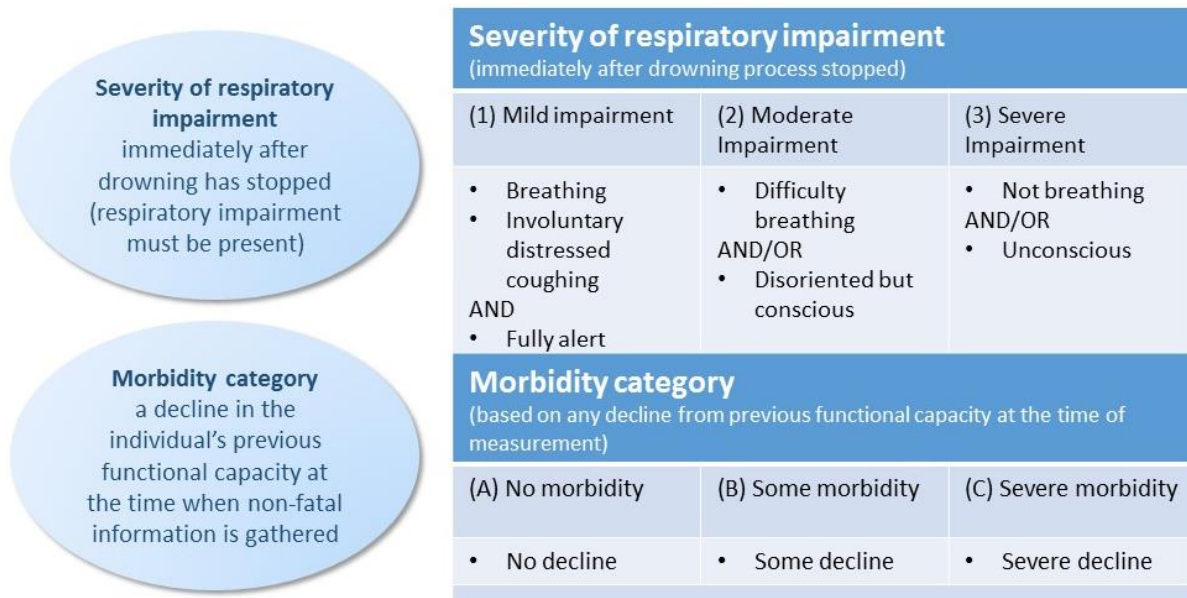 Severity of respiratory
impairment
immediately after
drowning has stopped
(respiratory impairment
must be present)
Morbidity category
a decline in the
individual's previous
functional capacity at
the time when non-fatal
information is gathered
Severity of respiratory impairment
(immediately after drowning process stopped)
(1) Mild impairment
(2) Moderate
Impairment
(3) Severe
Impairment
• Breathing
• Involuntary
distressed
coughing
AND
• Fully alert
• Difficulty
breathing
AND/OR
• Disoriented but
conscious
• Not breathing
AND/OR
• Unconscious
Morbidity category
(based on any decline from previous functional capacity at the time of
measurement)
(A) No morbidity
(B) Some morbidity
(C) Severe morbidity
• No decline
• Some decline
• Severe decline